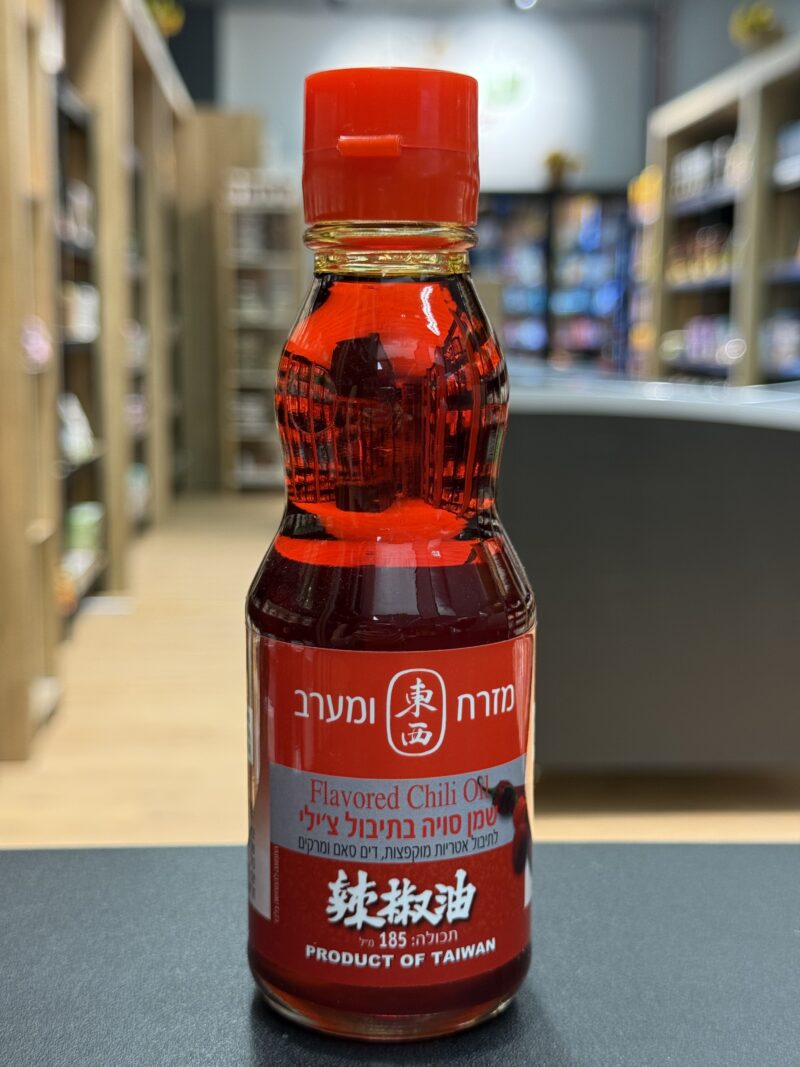 מזרח 東西 ומערב
Flavored Chili Oil
שמן סויה בתיבול צ'ילי
לתיבול אטריות מוקפצות, דים סאם ומרקים
辣椒油
תכולה: 185 מ"ל
PRODUCT OF TAIWAN